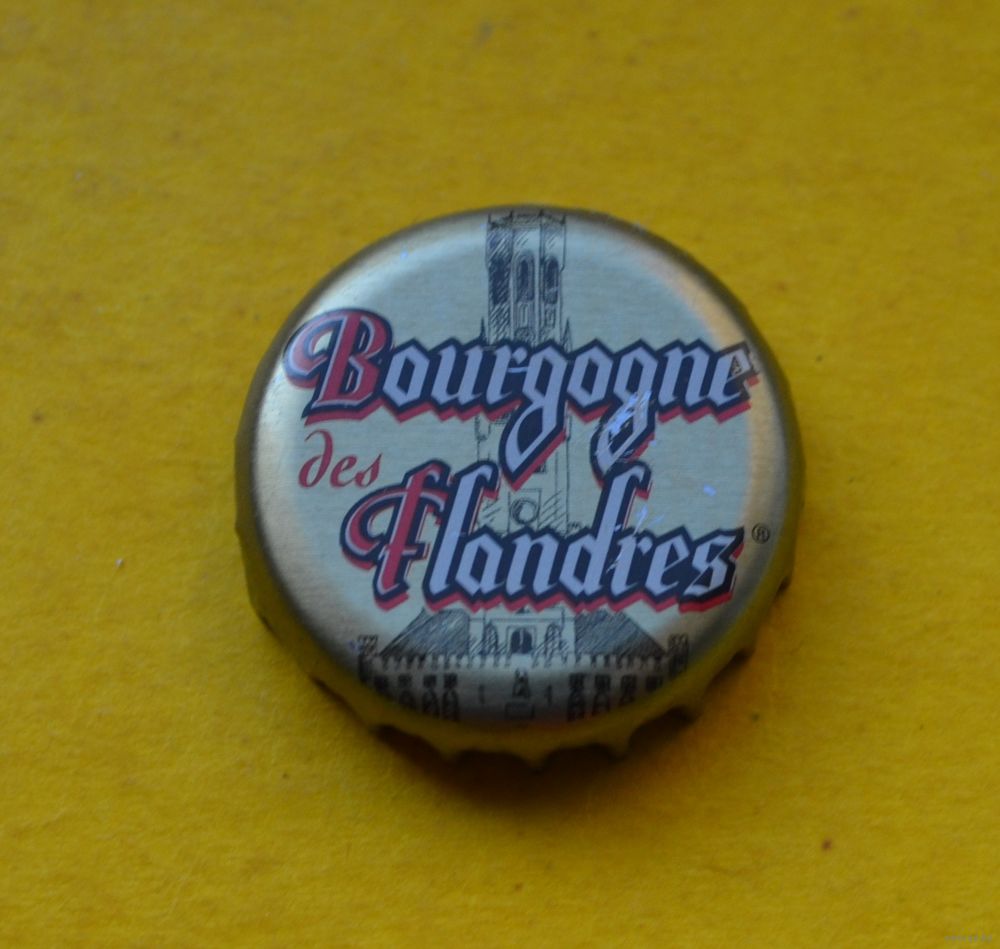 Bourgogne
des
Flandres ®